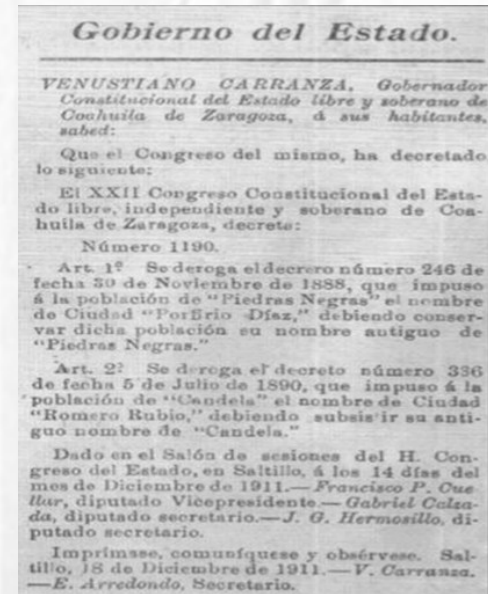 Gobierno del Estado.
VENUSTIANO CARRANZA, Gobernador
Constitucional del Estado libre y soberano de
Coahuila de Zaragoza, á sus habitantes,
sabed:
Que el Congreso del mismo, ha decretado
lo siguiente:
El XXII Congreso Constitucional del Esta-
do libre, independiente y soberano de Coa-
huila de Zaragoza, decreta:
Número 1190.
Art. 1º Se deroga el decrero número 246 de
fecha 30 de Noviembre de 1888, que impuso
á la población de "Piedras Negras" el nombre
de Ciudad "Porfirio Díaz," debiendo conser-
var dicha población su nombre antiguo de
"Piedras Negras."
Art. 2º Se deroga el decreto número 336
de fecha 5 de Julio de 1890, que impuso á la
población de "Candela" el nombre de Ciudad
"Romero Rubio," debiendo subsistir su anti-
guo nombre de "Candela."
Dado en el Salón de sesiones del H. Con-
greso del Estado, en Saltillo, á los 14 días del
mes de Diciembre de 1911.—Francisco P. Cue
llar, diputado Vicepresidente.—Gabriel Calza-
da, diputado secretario.—J. G. Hermosillo, di-
putado secretario.
Imprímase, comuníquese y obsérvese. Sal-
tillo, 18 de Diciembre de 1911.—V. Carranza.
—E. Arredondo, Secretario.